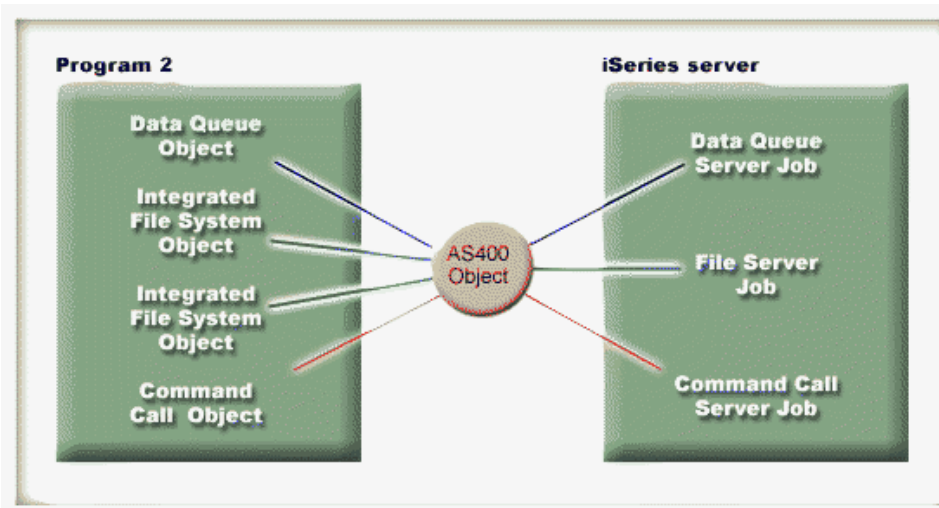 Program 2
Data Queue
Object
Integrated
File System
Object
Integrated
File System
Object
Command
Call Object
AS400
Object
iSeries server
Data Queue
Server Job
File Server
Job
Command Call
Server Job